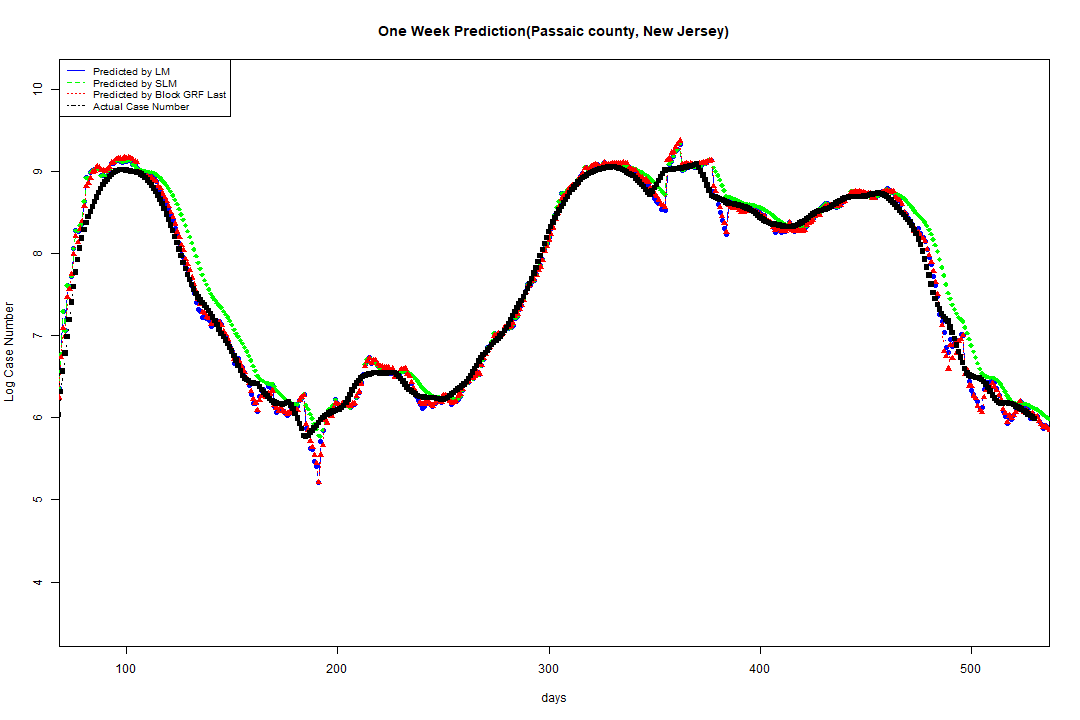 One Week Prediction(Passaic county, New Jersey)
Predicted by LM
Predicted by SLM
Predicted by Block GRF Last
Actual Case Number
10
9
8
7
6
5
4
Log Case Number
100 200 300 400 500
days